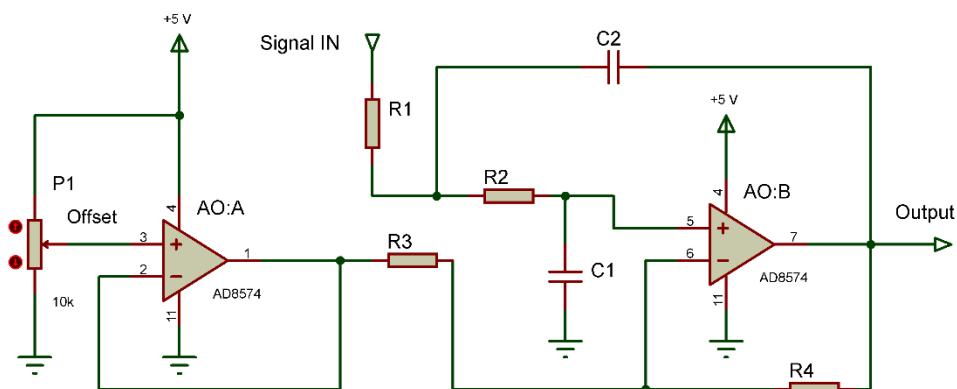 +5 V
Signal IN
C2
R1
+5 V
P1
Offset
AO:A
4
3
2
1
11
10k
AD8574
R2
R3
C1
AO:B
4
5
6
7
11
AD8574
Output
R4